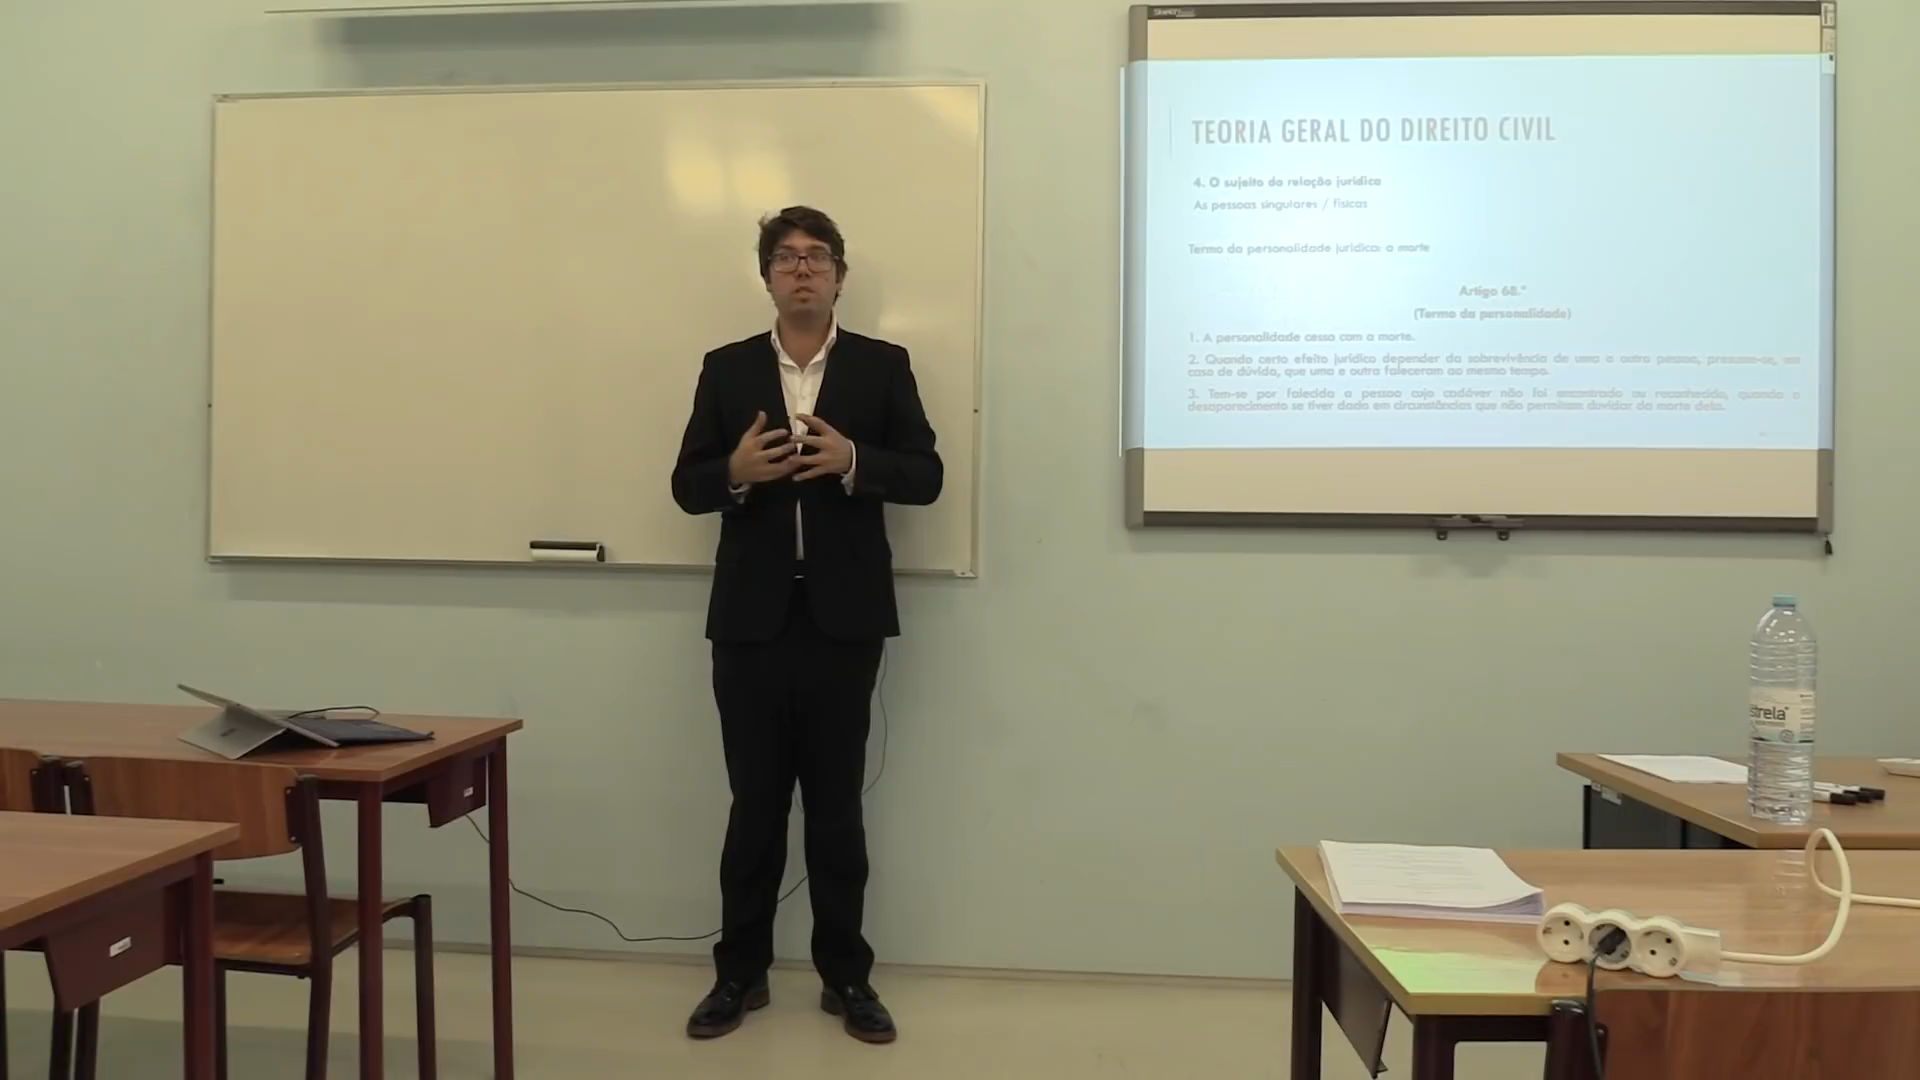 TEORIA GERAL DO DIREITO CIVIL
4. O sujeito da relação jurídica
As pessoas singulares / físicas
Termo da personalidade jurídica: a morte
Artigo 68.º
(Termo da personalidade)
1. A personalidade cessa com a morte.
2. Quando certo efeito jurídico depender da sobrevivência de uma a outra pessoa, presume-se, em
caso de dúvida, que uma e outra faleceram ao mesmo tempo.
3. Tem-se por falecida a pessoa cujo cadáver não foi encontrado ou reconhecido, quando o
desaparecimento se tiver dado em circunstâncias que não permitam duvidar da morte dela.
strela